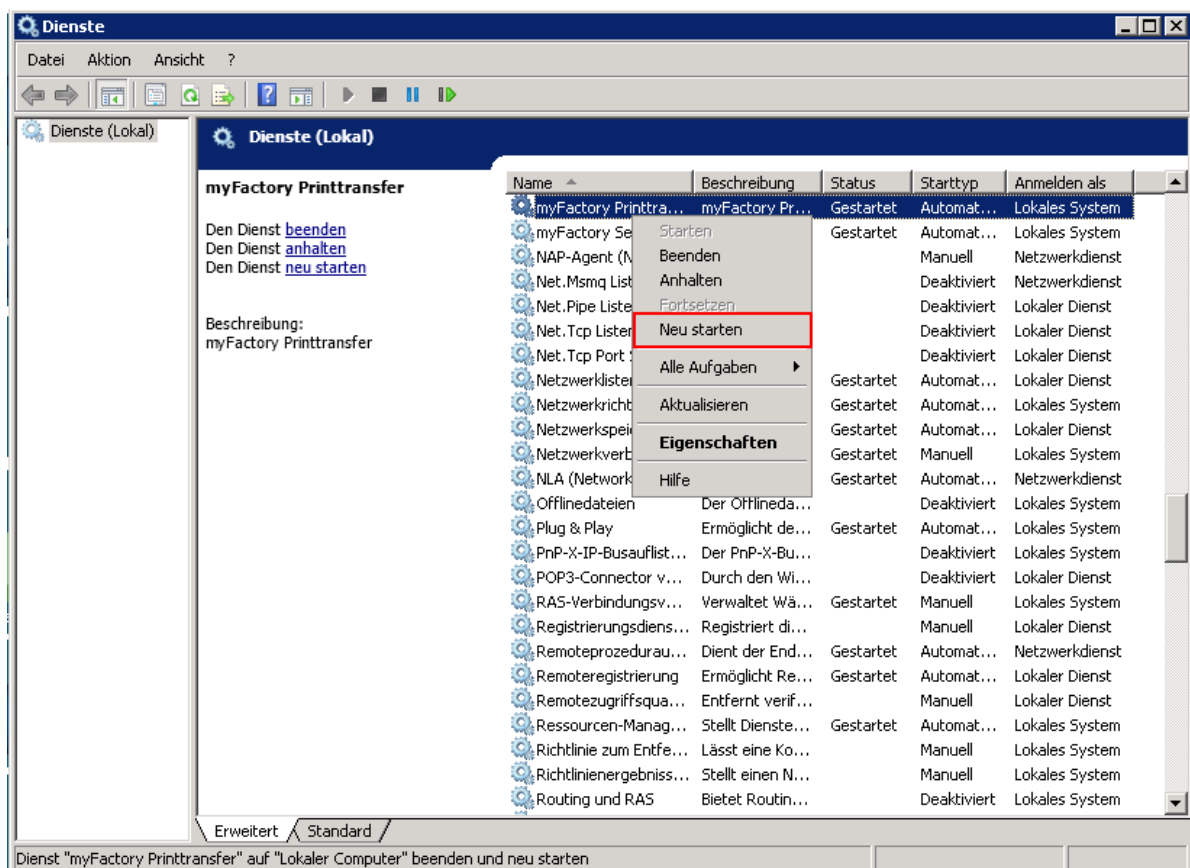 Dienste
Datei Aktion Ansicht ?
Dienste (Lokal)
Dienste (Lokal)
myFactory Printtransfer
Den Dienst beenden
Den Dienst anhalten
Den Dienst neu starten
Beschreibung:
myFactory Printtransfer
Name Beschreibung Status Starttyp Anmelden als
myFactory Printtra... myFactory Pr... Gestartet Automat... Lokales System
myFactory Se Gestartet Automat... Lokales System
NAP-Agent (N Manuell Netzwerkdienst
Net.Msmq List Deaktiviert Netzwerkdienst
Net.Pipe Liste Deaktiviert Lokaler Dienst
Net.Tcp Listen Deaktiviert Lokaler Dienst
Net.Tcp Port Deaktiviert Lokaler Dienst
Netzwerklisten Gestartet Automat... Lokaler Dienst
Netzwerkricht Gestartet Automat... Lokales System
Netzwerkspei Gestartet Automat... Lokaler Dienst
Netzwerkverb Gestartet Manuell Lokales System
NLA (Network Gestartet Automat... Netzwerkdienst
Offlinedateien Der Offlineda... Deaktiviert Lokales System
Plug & Play Ermöglicht de... Gestartet Automat... Lokales System
PnP-X-IP-Busauflist... Der PnP-X-Bu... Deaktiviert Lokales System
POP3-Connector v... Durch den Wi... Deaktiviert Lokaler Dienst
RAS-Verbindungsv... Verwaltet Wä... Gestartet Manuell Lokales System
Registrierungsdiens... Registriert di... Manuell Lokaler Dienst
Remoteprozedurau... Dient der End... Gestartet Automat... Netzwerkdienst
Remoteregistrierung Ermöglicht Re... Gestartet Automat... Lokaler Dienst
Remotezugriffsqua... Entfernt verif... Manuell Lokaler Dienst
Ressourcen-Manag... Stellt Dienste... Gestartet Automat... Lokales System
Richtlinie zum Entfe... Lässt eine Ko... Manuell Lokales System
Richtlinienergebniss... Stellt einen N... Manuell Lokales System
Routing und RAS Bietet Routin... Deaktiviert Lokales System
Starten
Beenden
Anhalten
Fortsetzen
Neu starten
Alle Aufgaben
Aktualisieren
Eigenschaften
Hilfe
Erweitert Standard
Dienst "myFactory Printtransfer" auf "Lokaler Computer" beenden und neu starten